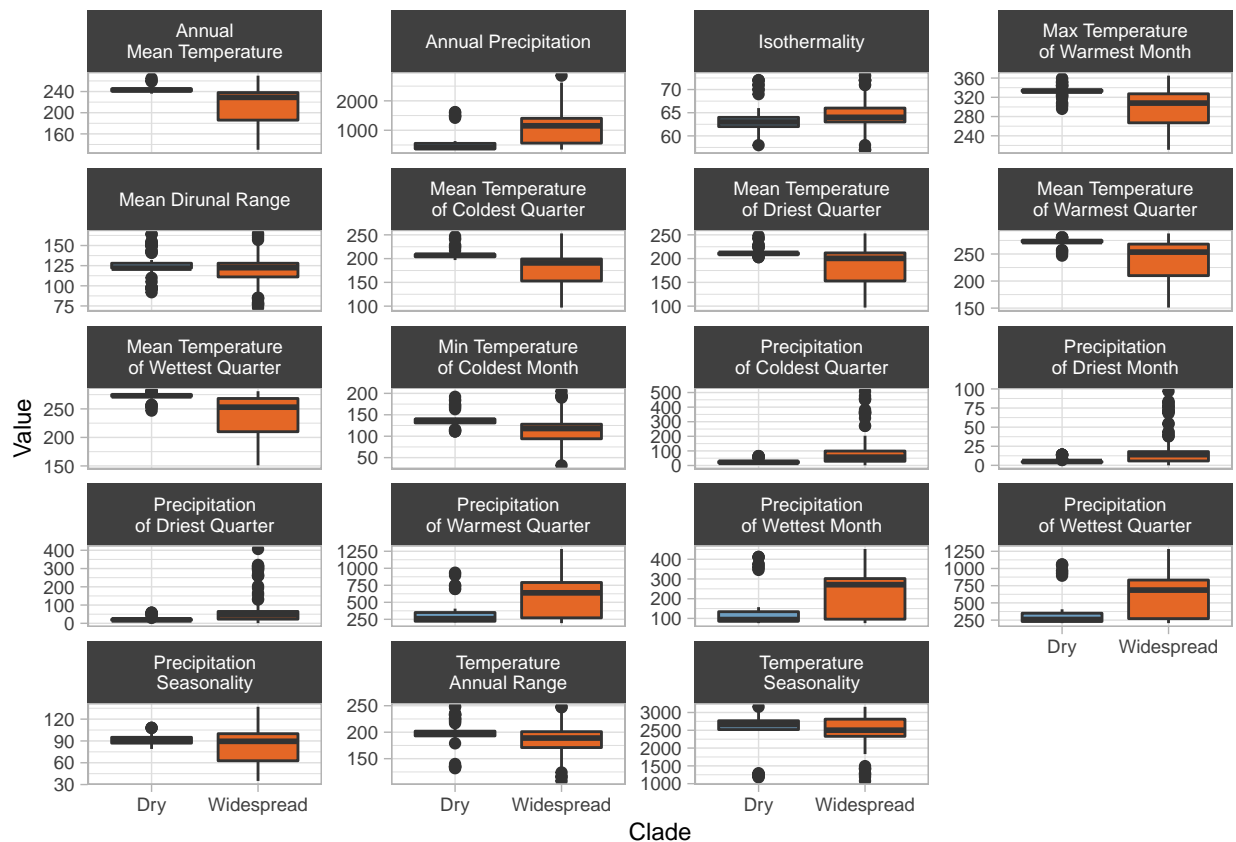 Annual
Mean Temperature
Annual Precipitation
Isothermality
Max Temperature
of Warmest Month
240
200
160
2000
1000
70
65
60
360
320
280
240
Mean Dirunal Range
Mean Temperature
of Coldest Quarter
Mean Temperature
of Driest Quarter
Mean Temperature
of Warmest Quarter
150
125
100
75
250
200
150
100
250
200
150
100
250
200
150
Mean Temperature
of Wettest Quarter
Min Temperature
of Coldest Month
Precipitation
of Coldest Quarter
Precipitation
of Driest Month
250
200
150
200
150
100
50
500
400
300
200
100
0
100
75
50
25
0
Precipitation
of Driest Quarter
Precipitation
of Warmest Quarter
Precipitation
of Wettest Month
Precipitation
of Wettest Quarter
400
300
200
100
0
1250
1000
750
500
250
400
300
200
100
1250
1000
750
500
250
Dry
Widespread
Precipitation
Seasonality
Temperature
Annual Range
Temperature
Seasonality
120
90
60
30
250
200
150
3000
2500
2000
1500
1000
Dry
Widespread
Dry
Widespread
Dry
Widespread
Value
Clade